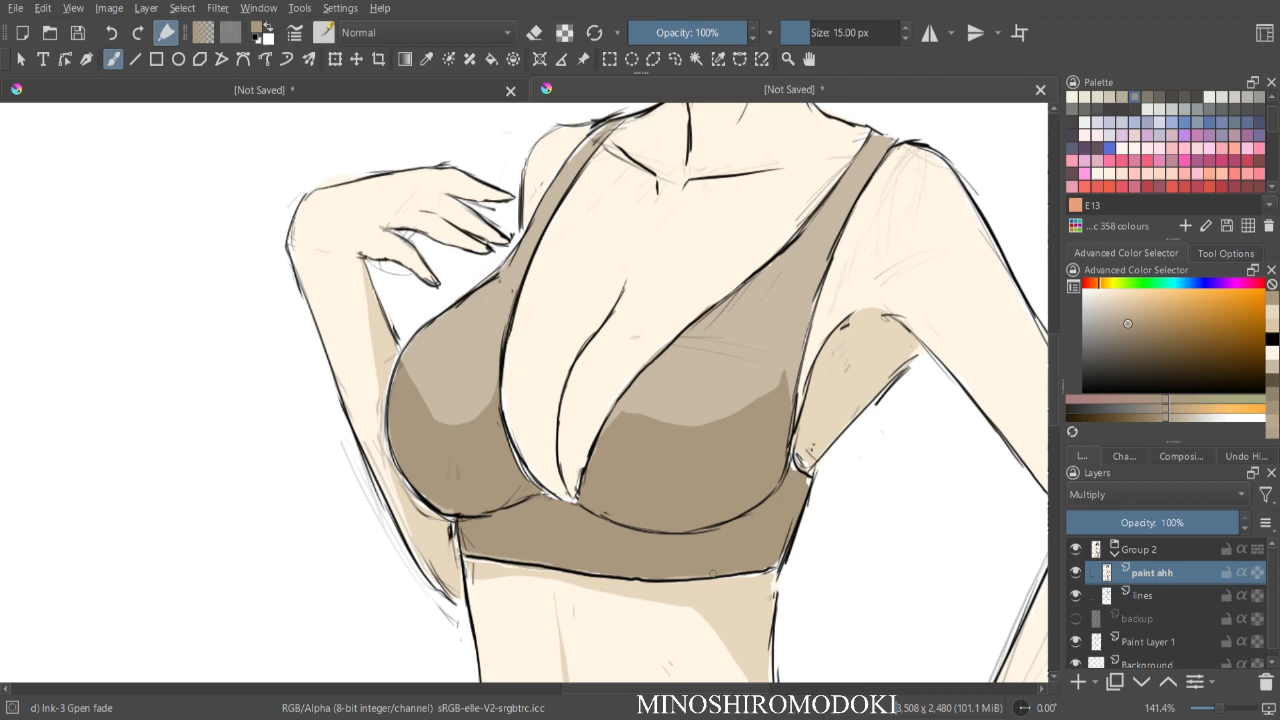 File Edit View Image Layer Select Filter Window Tools Settings Help
Normal Opacity: 100% Size: 15.00 px
[Not Saved] * [Not Saved] *
Palette
E13
...c 358 colours
Advanced Color Selector Tool Options
Advanced Color Selector
L... Cha... Composi... Undo Hi...
Layers
Multiply
Opacity: 100%
Group 2
paint ahh
lines
backup
Paint Layer 1
Background
d) Ink-3 Gpen fade RGB/Alpha (8-bit integer/channel) sRGB-elle-V2-srgbtrc.icc MINOSHIROMODOKI 3,508 x 2,480 (101.1 MiB) 0.00° 141.4%